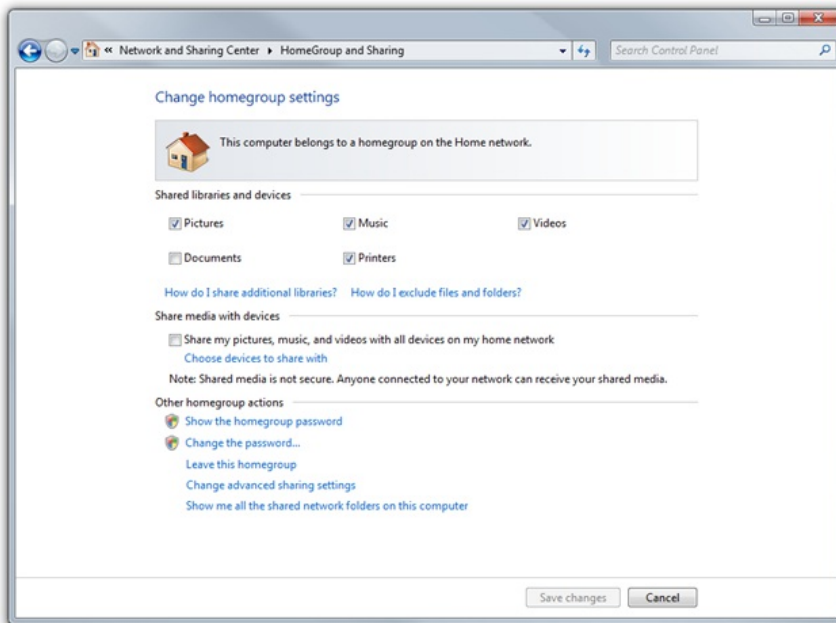 « Network and Sharing Center ▸ HomeGroup and Sharing
Search Control Panel
Change homegroup settings
This computer belongs to a homegroup on the Home network.
Shared libraries and devices
Pictures Music Videos
Documents Printers
How do I share additional libraries? How do I exclude files and folders?
Share media with devices
Share my pictures, music, and videos with all devices on my home network
Choose devices to share with
Note: Shared media is not secure. Anyone connected to your network can receive your shared media.
Other homegroup actions
Show the homegroup password
Change the password...
Leave this homegroup
Change advanced sharing settings
Show me all the shared network folders on this computer
Save changes Cancel